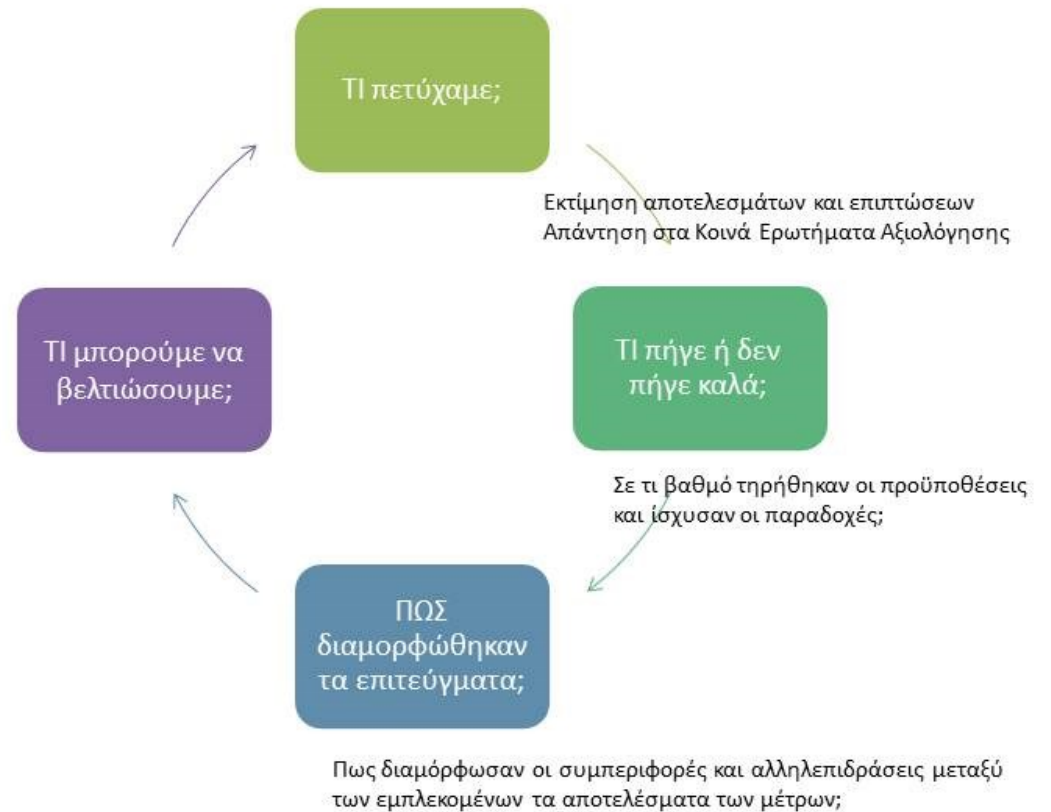 ΤΙ πετύχαμε;
Εκτίμηση αποτελεσμάτων και επιπτώσεων
Απάντηση στα Κοινά Ερωτήματα Αξιολόγησης
ΤΙ πήγε ή δεν
πήγε καλά;
Σε τι βαθμό τηρήθηκαν οι προϋποθέσεις
και ίσχυσαν οι παραδοχές;
ΠΩΣ
διαμορφώθηκαν
τα επιτεύγματα;
Πως διαμόρφωσαν οι συμπεριφορές και αλληλεπιδράσεις μεταξύ
των εμπλεκομένων τα αποτελέσματα των μέτρων;
ΤΙ μπορούμε να
βελτιώσουμε;